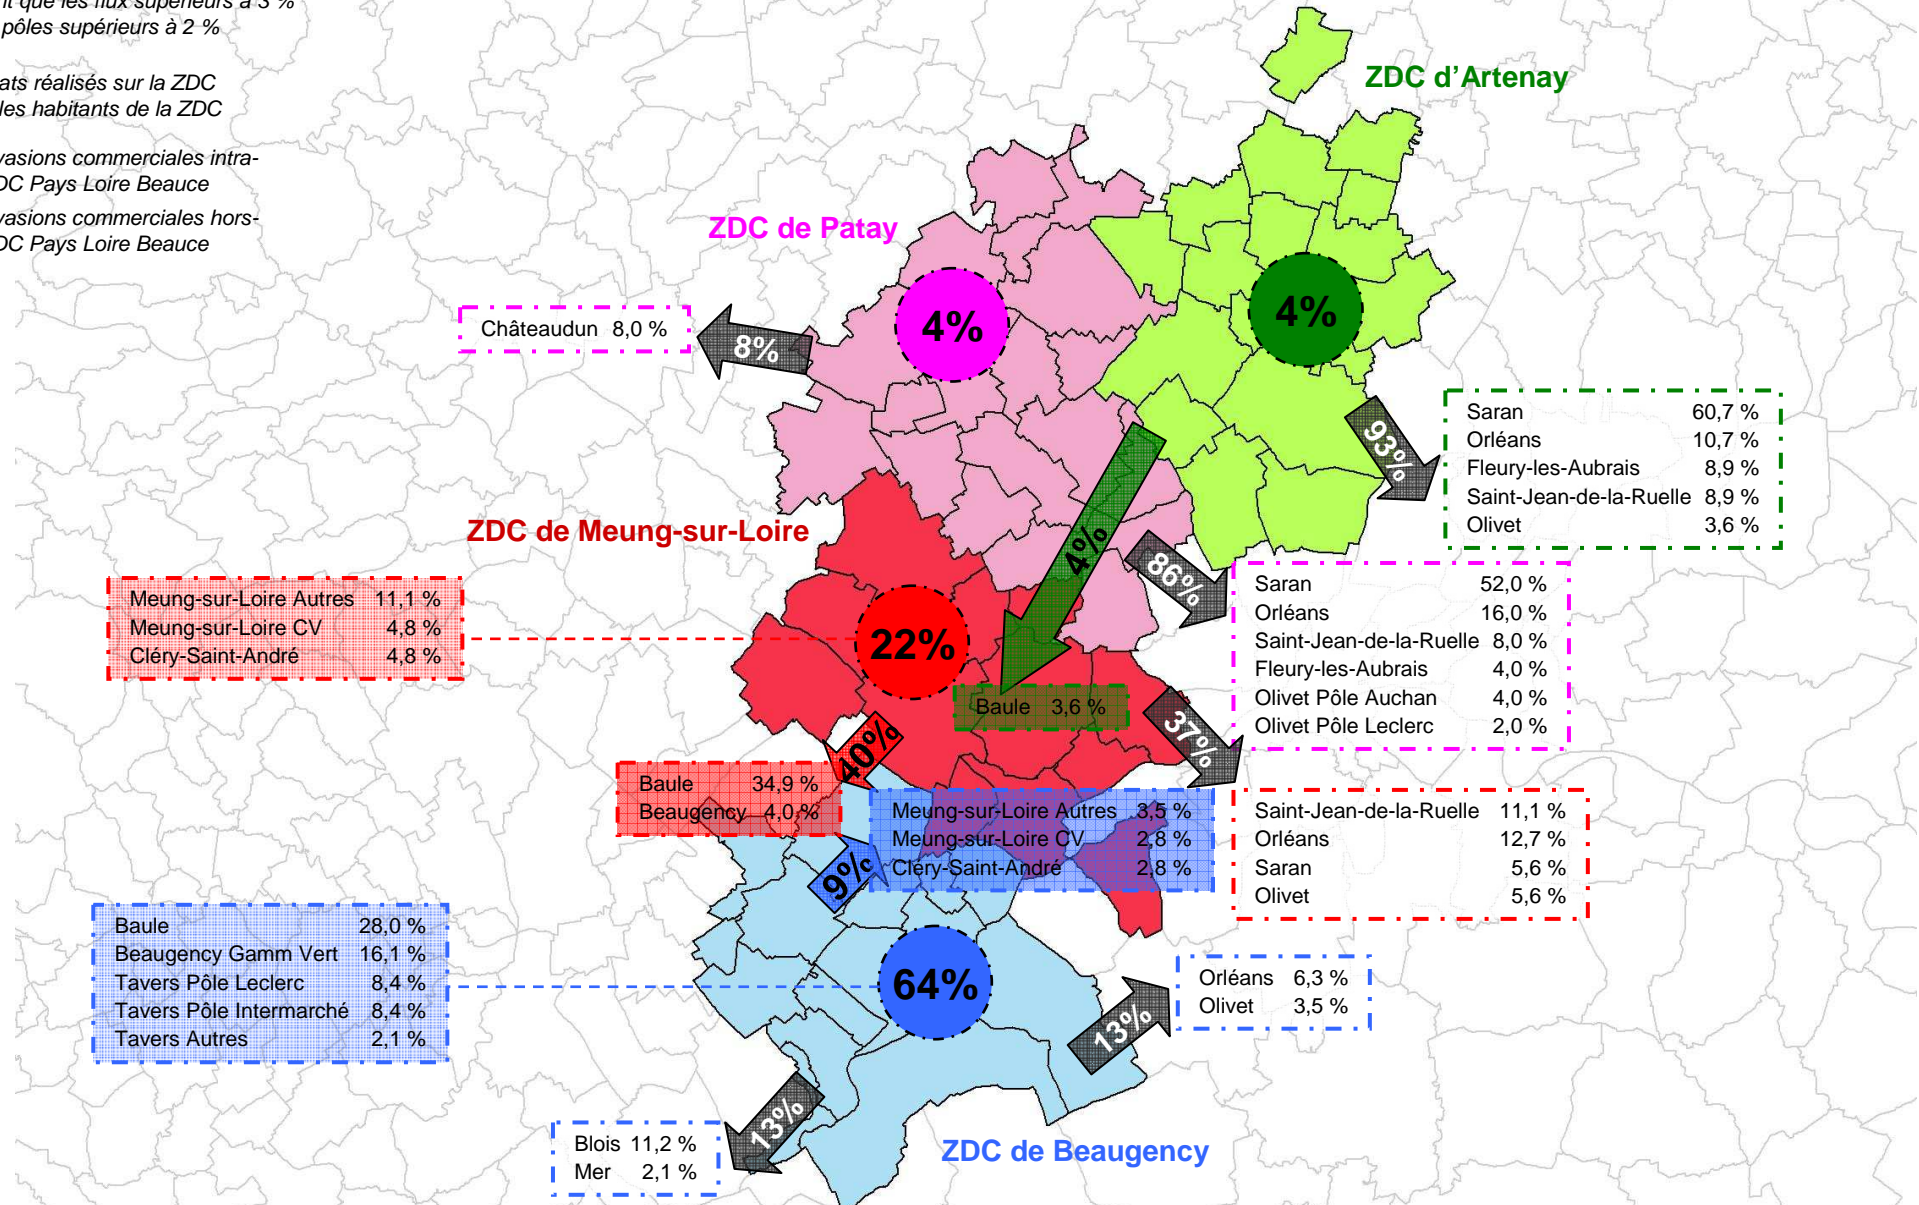 que les flux supérieurs à 3 %
pôles supérieurs à 2 %
réalisés sur la ZDC
les habitants de la ZDC
commerciales intra-
Pays Loire Beauce
commerciales hors-
Pays Loire Beauce
ZDC d'Artenay
ZDC de Patay
4%
4%
Châteaudun 8,0 %
8%
93%
Saran 60,7 %
Orléans 10,7 %
Fleury-les-Aubrais 8,9 %
Saint-Jean-de-la-Ruelle 8,9 %
Olivet 3,6 %
ZDC de Meung-sur-Loire
4%
86%
Saran 52,0 %
Orléans 16,0 %
Saint-Jean-de-la-Ruelle 8,0 %
Fleury-les-Aubrais 4,0 %
Olivet Pôle Auchan 4,0 %
Olivet Pôle Leclerc 2,0 %
Meung-sur-Loire Autres 11,1 %
Meung-sur-Loire CV 4,8 %
Cléry-Saint-André 4,8 %
22%
Baule 3,6 %
37%
40%
Baule 34,9 %
Beaugency 4,0 %
Meung-sur-Loire Autres 3,5 %
Meung-sur-Loire CV 2,8 %
Cléry-Saint-André 2,8 %
Saint-Jean-de-la-Ruelle 11,1 %
Orléans 12,7 %
Saran 5,6 %
Olivet 5,6 %
9%
Baule 28,0 %
Beaugency Gamm Vert 16,1 %
Tavers Pôle Leclerc 8,4 %
Tavers Pôle Intermarché 8,4 %
Tavers Autres 2,1 %
64%
Orléans 6,3 %
Olivet 3,5 %
13%
13%
Blois 11,2 %
Mer 2,1 %
ZDC de Beaugency